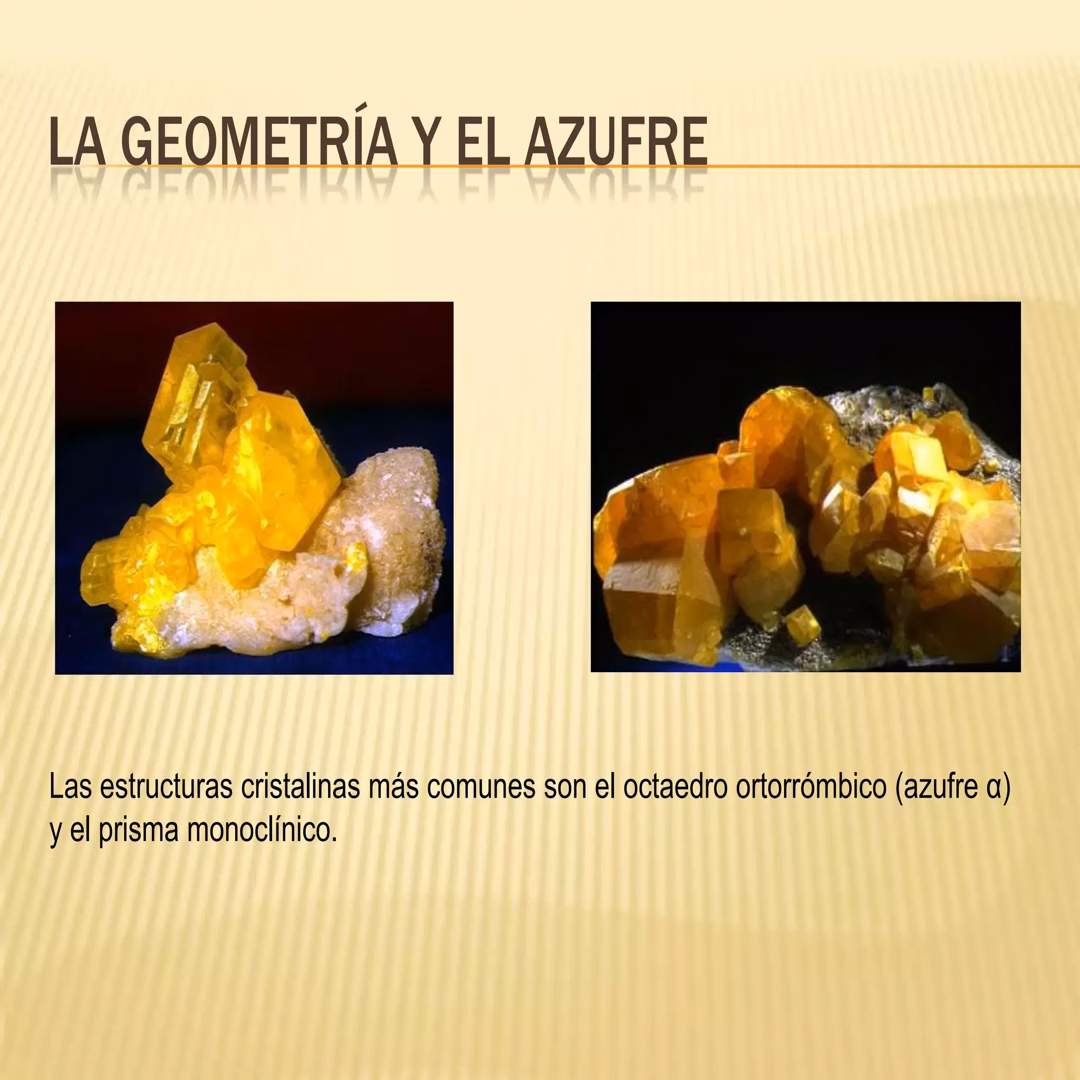 LA GEOMETRÍA Y EL AZUFRE
Las estructuras cristalinas más comunes son el octaedro ortorrómbico (azufre α)
y el prisma monoclínico.